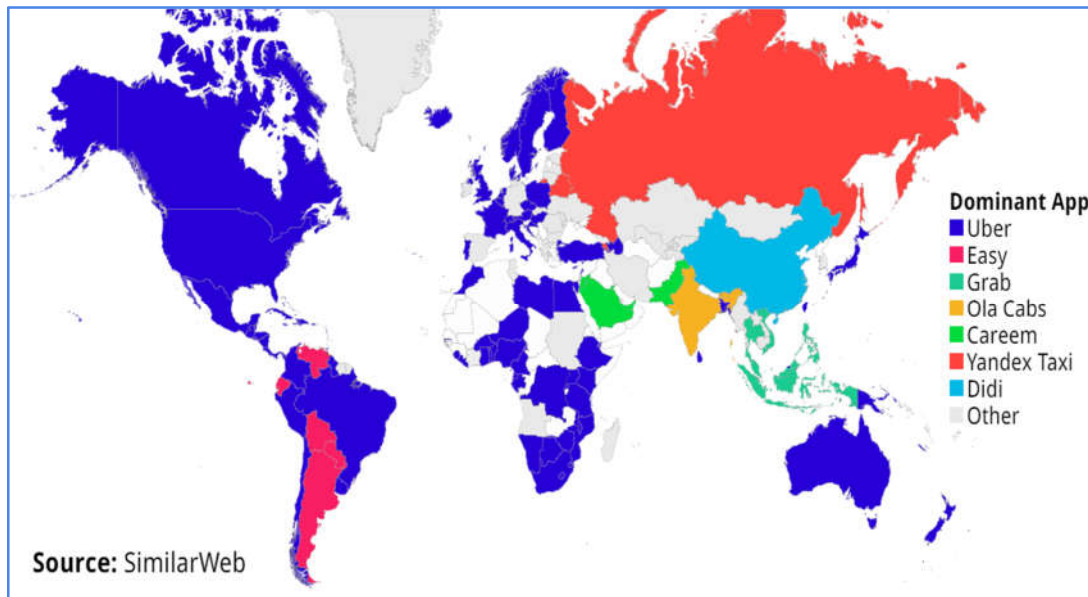 Dominant App
Uber
Easy
Grab
Ola Cabs
Careem
Yandex Taxi
Didi
Other
Source: SimilarWeb